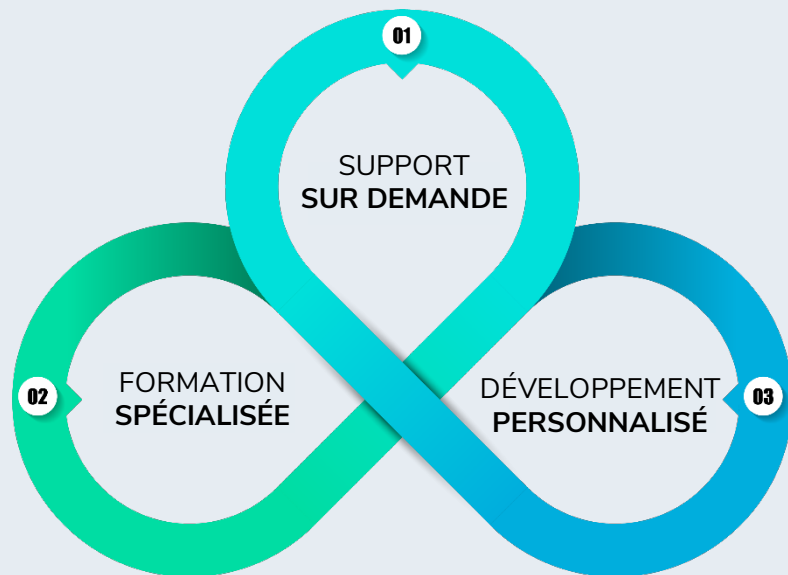 01
SUPPORT
SUR DEMANDE
02
FORMATION
SPÉCIALISÉE
DÉVELOPPEMENT
PERSONNALISÉ
03